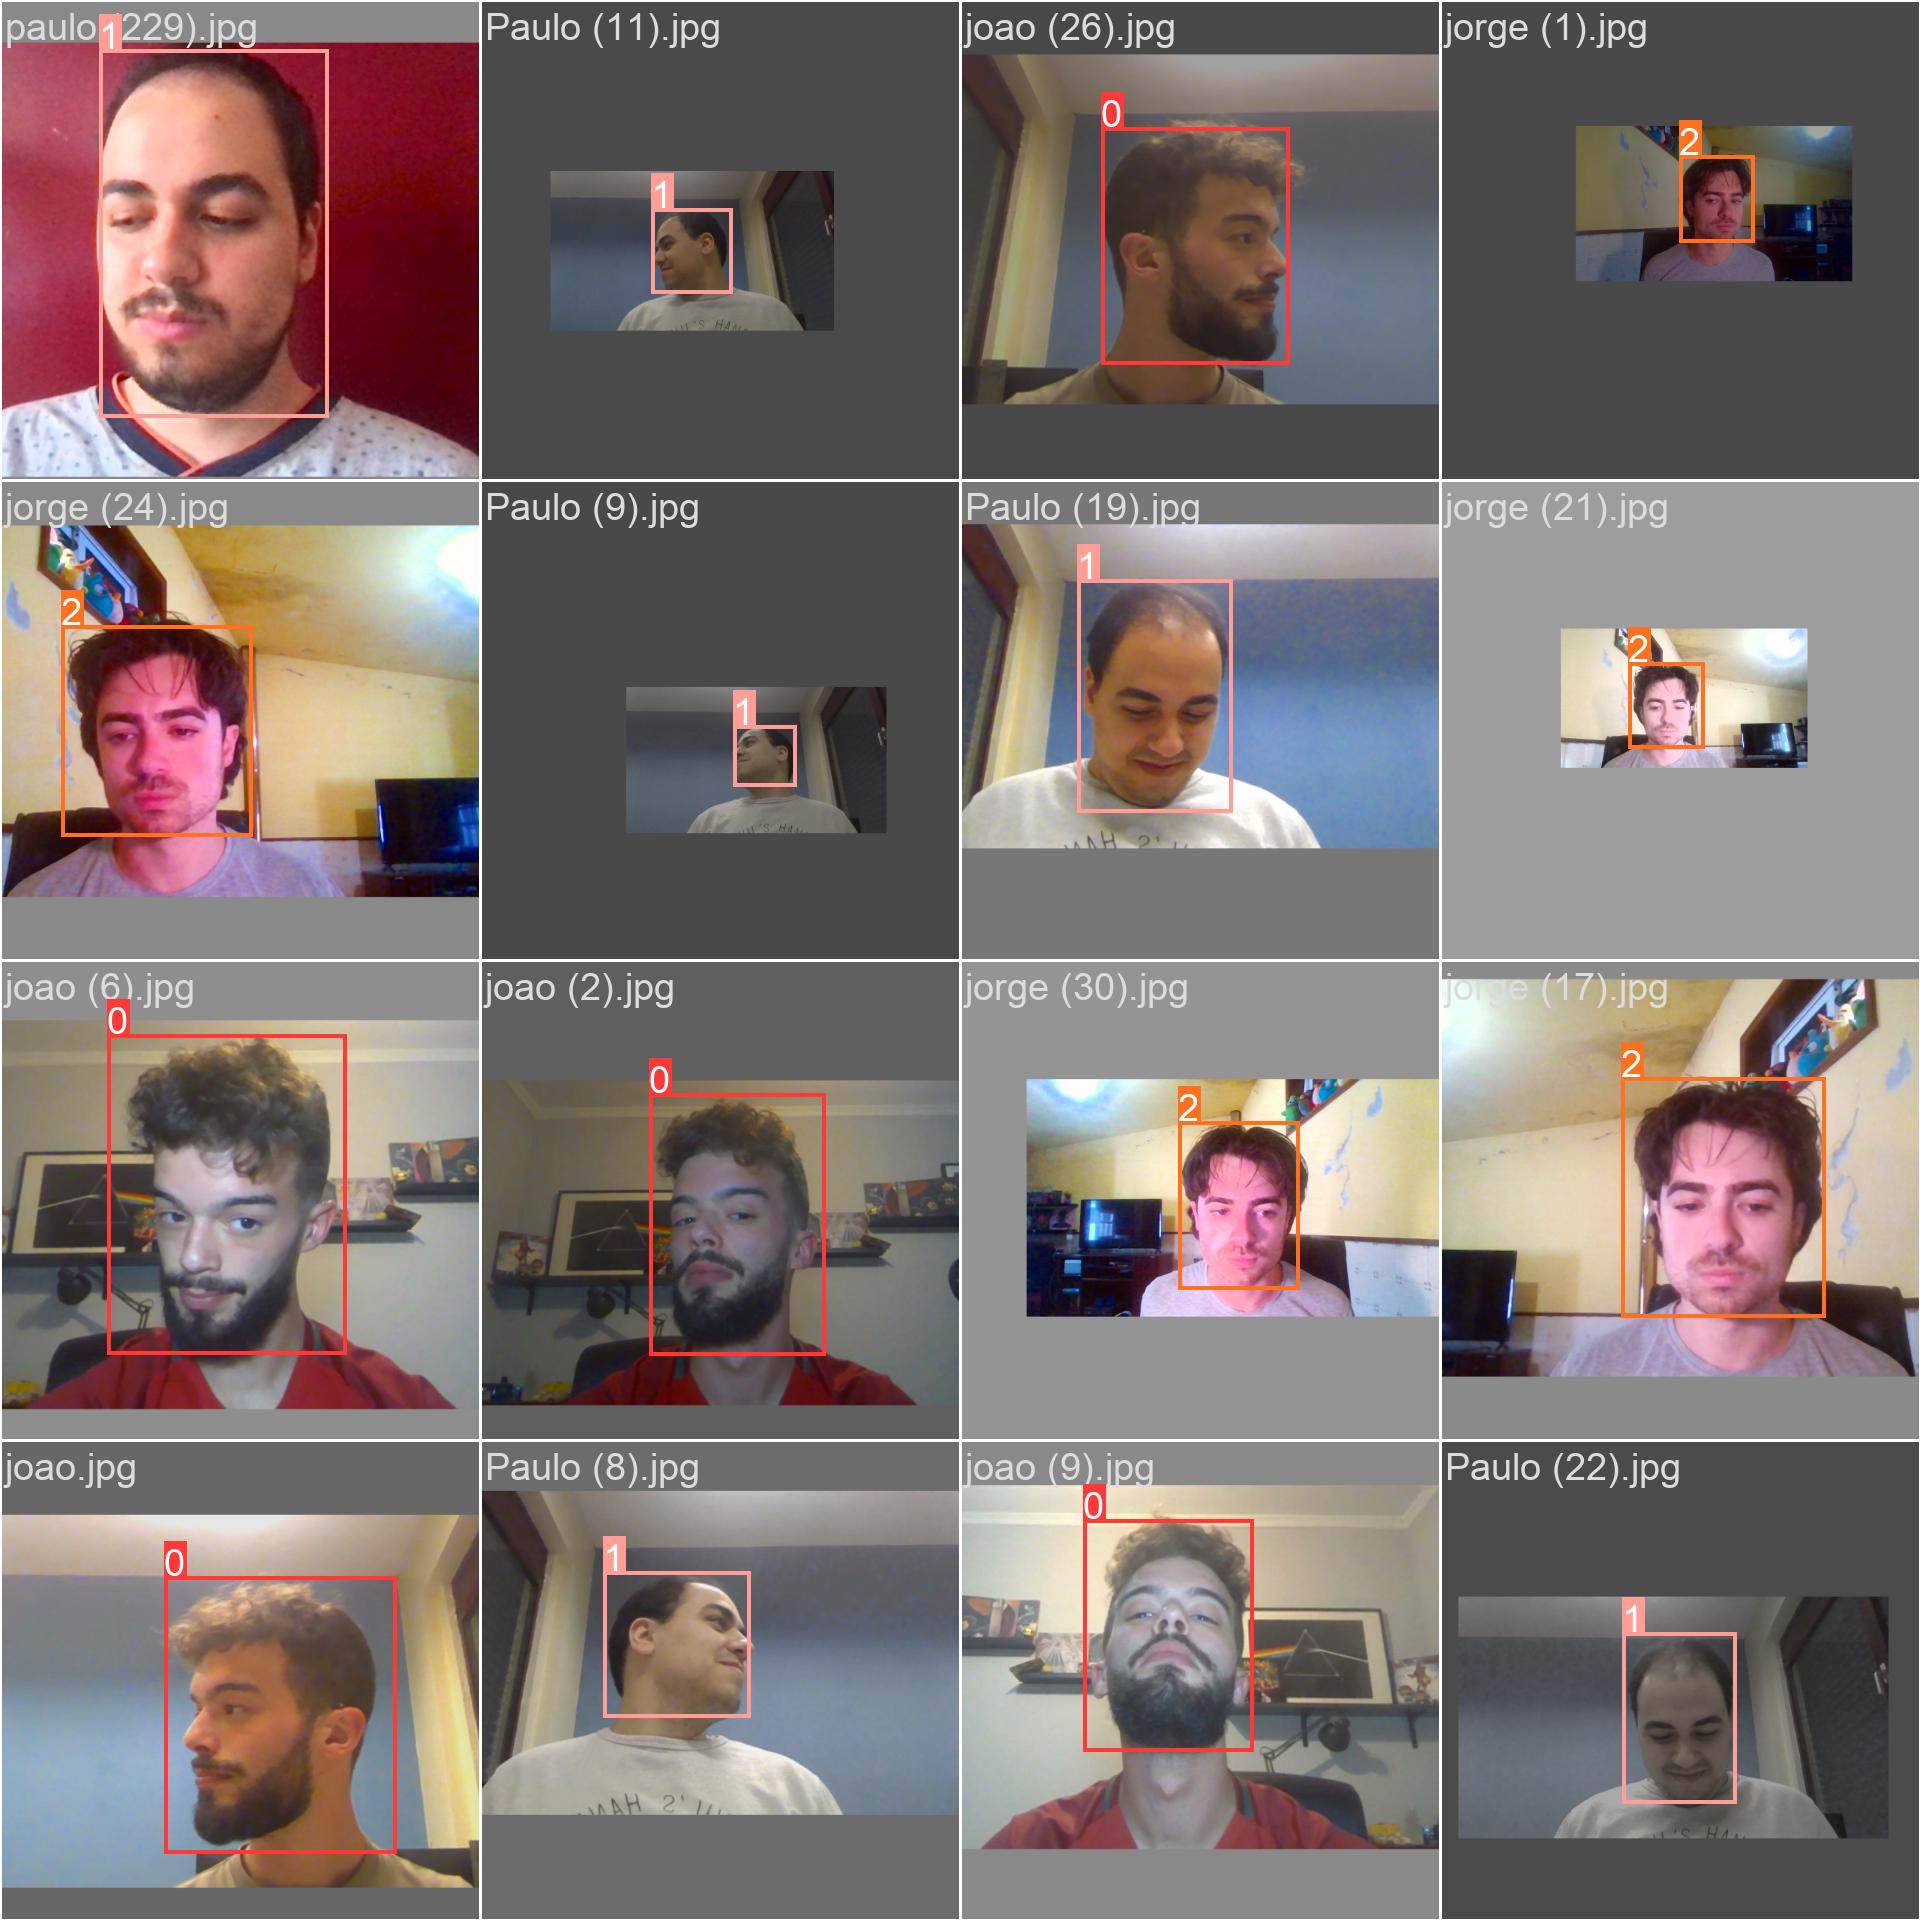 paulo (229).jpg
1
Paulo (11).jpg
1
joao (26).jpg
0
jorge (1).jpg
2
jorge (24).jpg
2
Paulo (9).jpg
1
Paulo (19).jpg
1
jorge (21).jpg
2
joao (6).jpg
0
joao (2).jpg
0
jorge (30).jpg
2
jorge (17).jpg
2
joao.jpg
0
Paulo (8).jpg
1
joao (9).jpg
0
Paulo (22).jpg
1